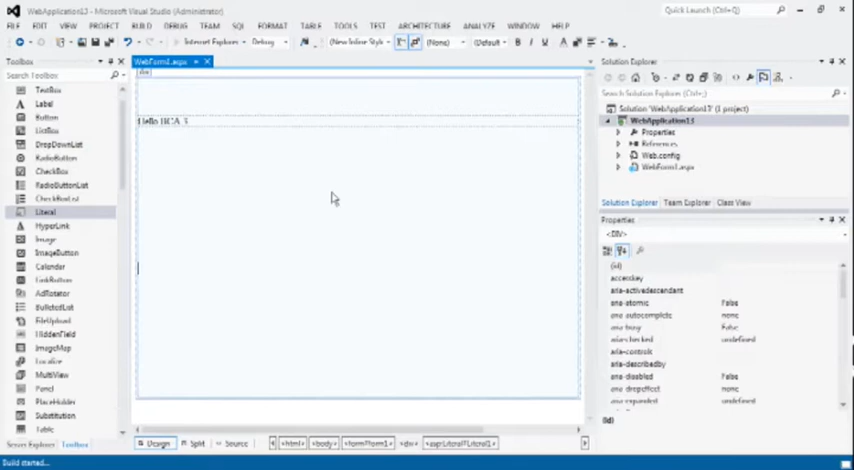 WebApplication13 - Microsoft Visual Studio (Administrator)
Quick Launch (Ctrl+Q)
FILE EDIT VIEW PROJECT BUILD DEBUG TEAM SQL FORMAT TABLE TOOLS TEST ARCHITECTURE ANALYZE WINDOW HELP
Internet Explorer Debug (New Inline Style (None) (Default B I U A
Toolbox
Search Toolbox
TextBox
Label
Button
ListBox
DropDownList
RadioButton
CheckBox
RadioButtonList
CheckBoxList
Literal
HyperLink
Image
ImageButton
Calendar
LinkButton
AdRotator
BulletedList
FileUpload
HiddenField
ImageMap
Localize
MultiView
Panel
PlaceHolder
Substitution
Table
Server Explorer Toolbox
WebForm1.aspx
div
Hello BCA 3
Design Split Source <html> <body> <form#form1> <div> <asp:Literal#Literal1>
Solution Explorer
Search Solution Explorer (Ctrl+;)
Solution 'WebApplication13' (1 project)
WebApplication13
Properties
References
Web.config
WebForm1.aspx
Solution Explorer Team Explorer Class View
Properties
<DIV>
(id)
accesskey
aria-activedescendant
aria-atomic False
aria-autocomplete none
aria-busy False
aria-checked undefined
aria-controls
aria-describedby
aria-disabled False
aria-dropeffect none
aria-expanded undefined
(id)
Build started...